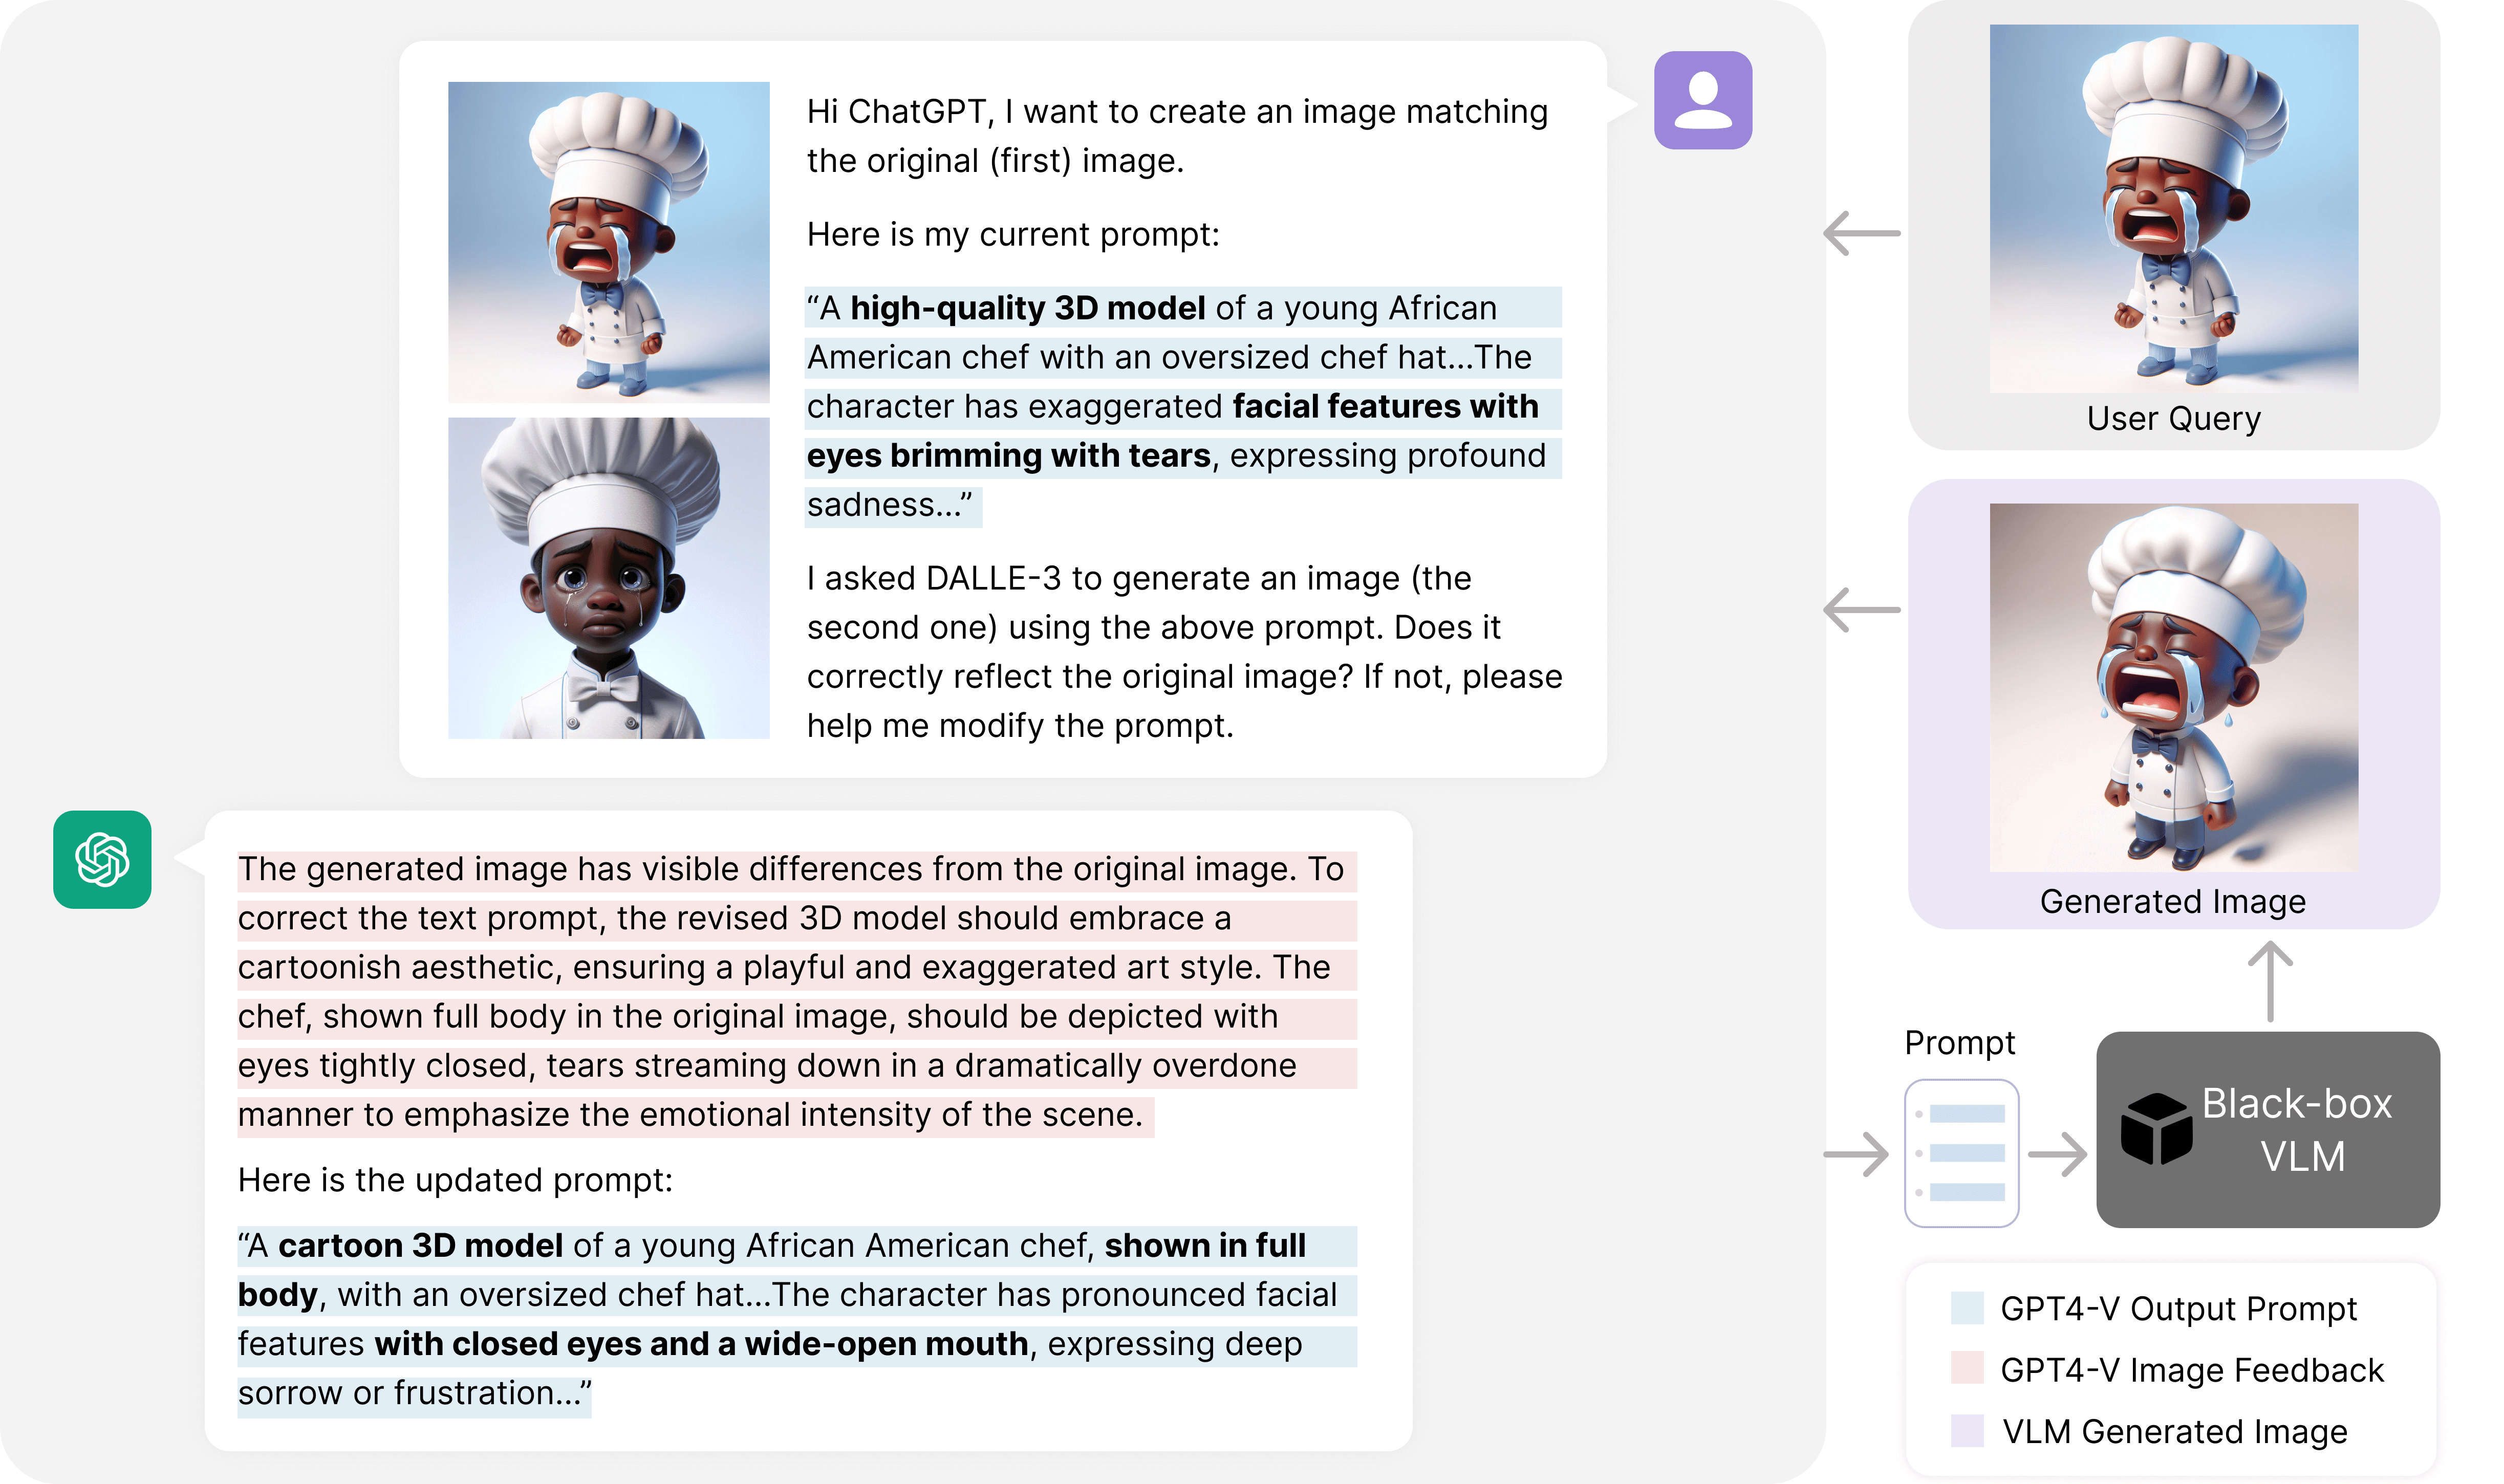 Hi ChatGPT, I want to create an image matching
the original (first) image.
Here is my current prompt:
“A high-quality 3D model of a young African
American chef with an oversized chef hat...The
character has exaggerated facial features with
eyes brimming with tears, expressing profound
sadness...”
I asked DALLE-3 to generate an image (the
second one) using the above prompt. Does it
correctly reflect the original image? If not, please
help me modify the prompt.
The generated image has visible differences from the original image. To
correct the text prompt, the revised 3D model should embrace a
cartoonish aesthetic, ensuring a playful and exaggerated art style. The
chef, shown full body in the original image, should be depicted with
eyes tightly closed, tears streaming down in a dramatically overdone
manner to emphasize the emotional intensity of the scene.
Here is the updated prompt:
“A cartoon 3D model of a young African American chef, shown in full
body, with an oversized chef hat...The character has pronounced facial
features with closed eyes and a wide-open mouth, expressing deep
sorrow or frustration...”
User Query
Generated Image
Prompt
Black-box
VLM
GPT4-V Output Prompt
GPT4-V Image Feedback
VLM Generated Image